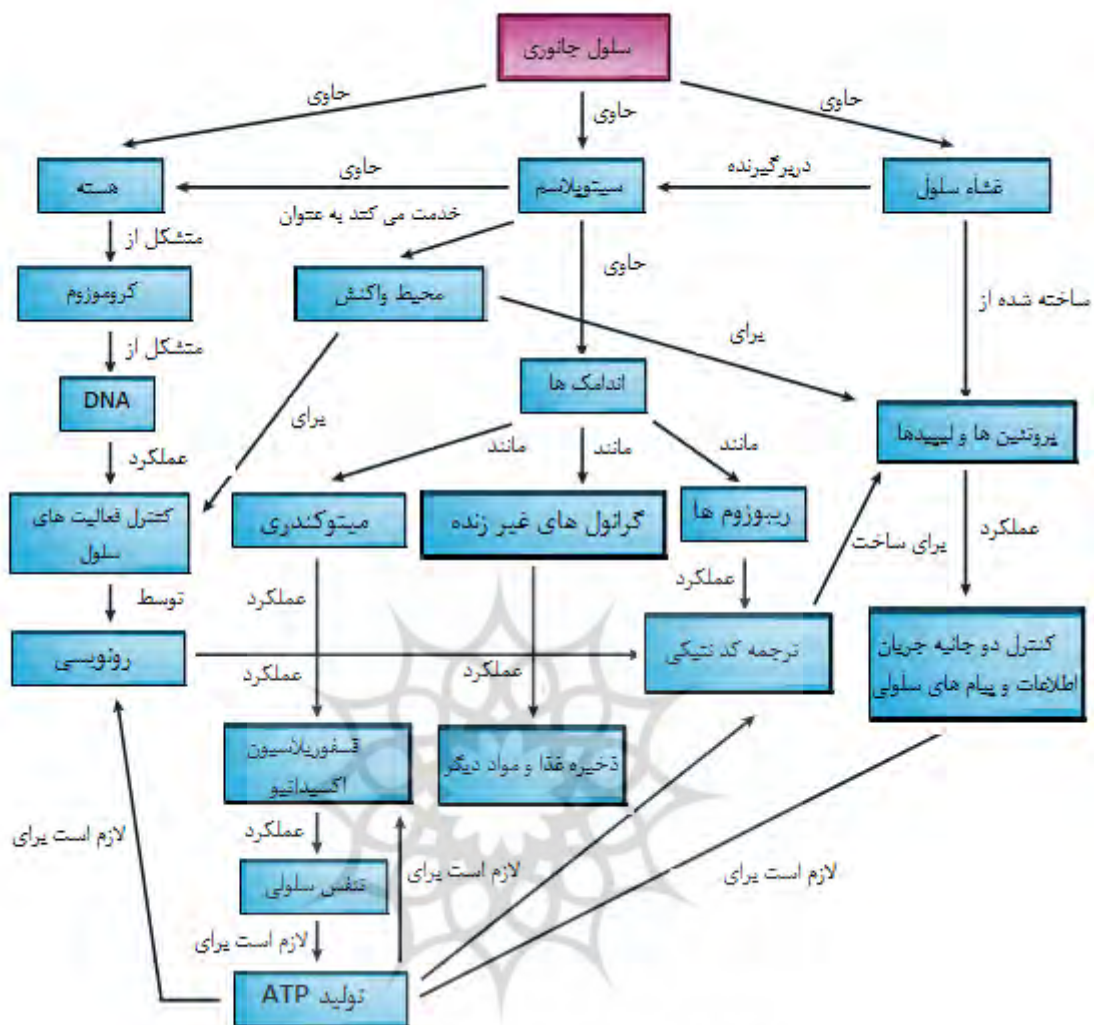 سلول جانوری
حاوی
حاوی
حاوی
غشاء سلول
دربرگیرنده
سیتوپلاسم
حاوی
هسته
خدمت می کند به عنوان
متشکل از
حاوی
ساخته شده از
محیط واکنش
کروموزوم
برای
متشکل از
اندامک ها
DNA
برای
پروتئین ها و لیپیدها
مانند
مانند
مانند
عملکرد
ریبوزوم ها
گرانول های غیر زنده
میتوکندری
کنترل فعالیت های
سلول
عملکرد
برای ساخت
عملکرد
عملکرد
توسط
کنترل دو جانبه جریان
اطلاعات و پیام های سلولی
ترجمه کد نتیکی
رونویسی
عملکرد
عملکرد
ذخیره غذا و مواد دیگر
فسفوریلاسیون
اکسیداتیو
عملکرد
لازم است برای
لازم است برای
لازم است برای
تنفس سلولی
لازم است برای
تولید ATP